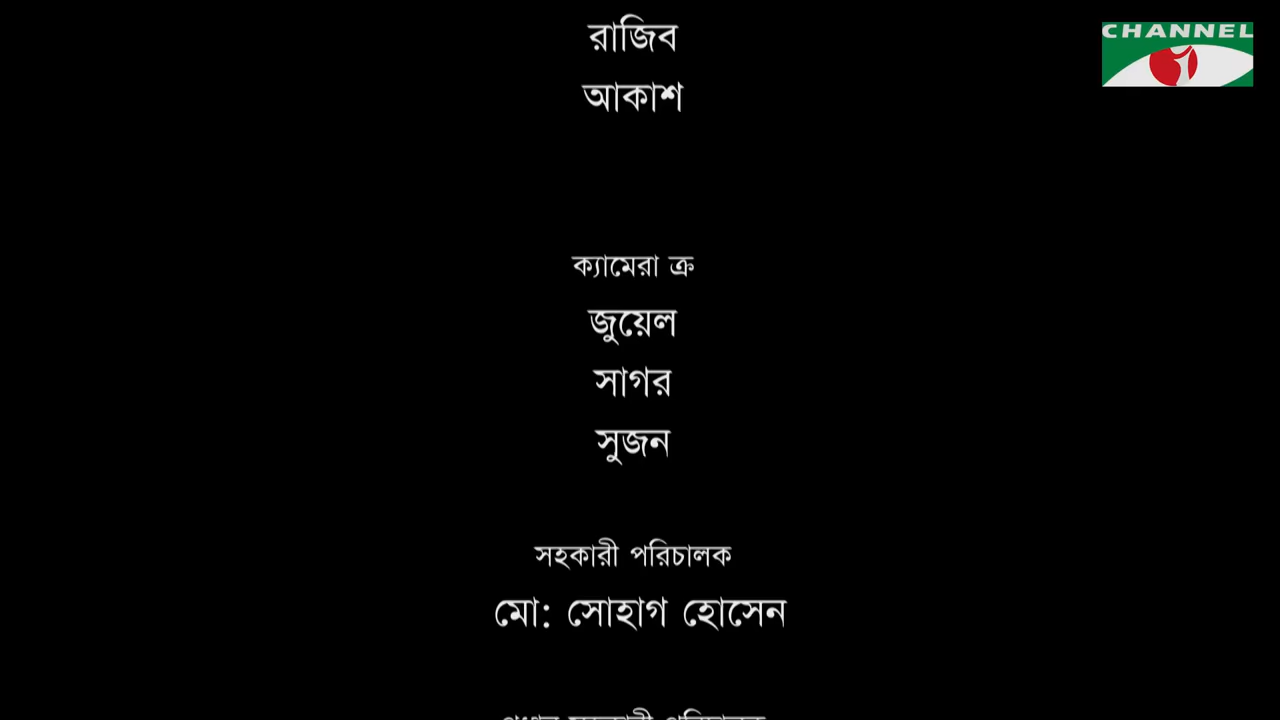 CHANNEL
রাজিব
আকাশ
ক্যামেরা ক্র
জুয়েল
সাগর
সুজন
সহকারী পরিচালক
মো: সোহাগ হোসেন